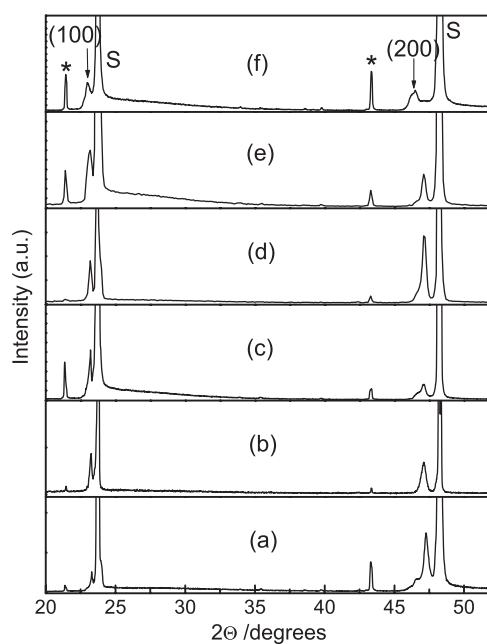 (100) S (200) S
* (f) *
(e)
(d)
(c)
(b)
(a)
Intensity (a.u.)
20 25 30 35 40 45 50
2Θ /degrees